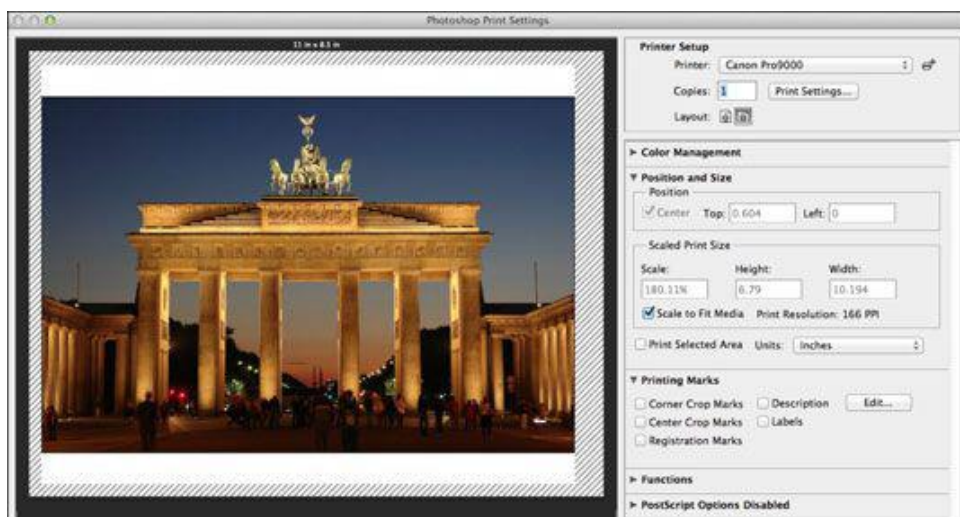 Photoshop Print Settings
11 in x 8.5 in
Printer Setup
Printer: Canon Pro9000
Copies: 1 Print Settings...
Layout:
Color Management
Position and Size
Position
Center Top: 0.604 Left: 0
Scaled Print Size
Scale: Height: Width:
180.11% 6.79 10.194
Scale to Fit Media Print Resolution: 166 PPI
Print Selected Area Units: Inches
Printing Marks
Corner Crop Marks Description Edit...
Center Crop Marks Labels
Registration Marks
Functions
PostScript Options Disabled